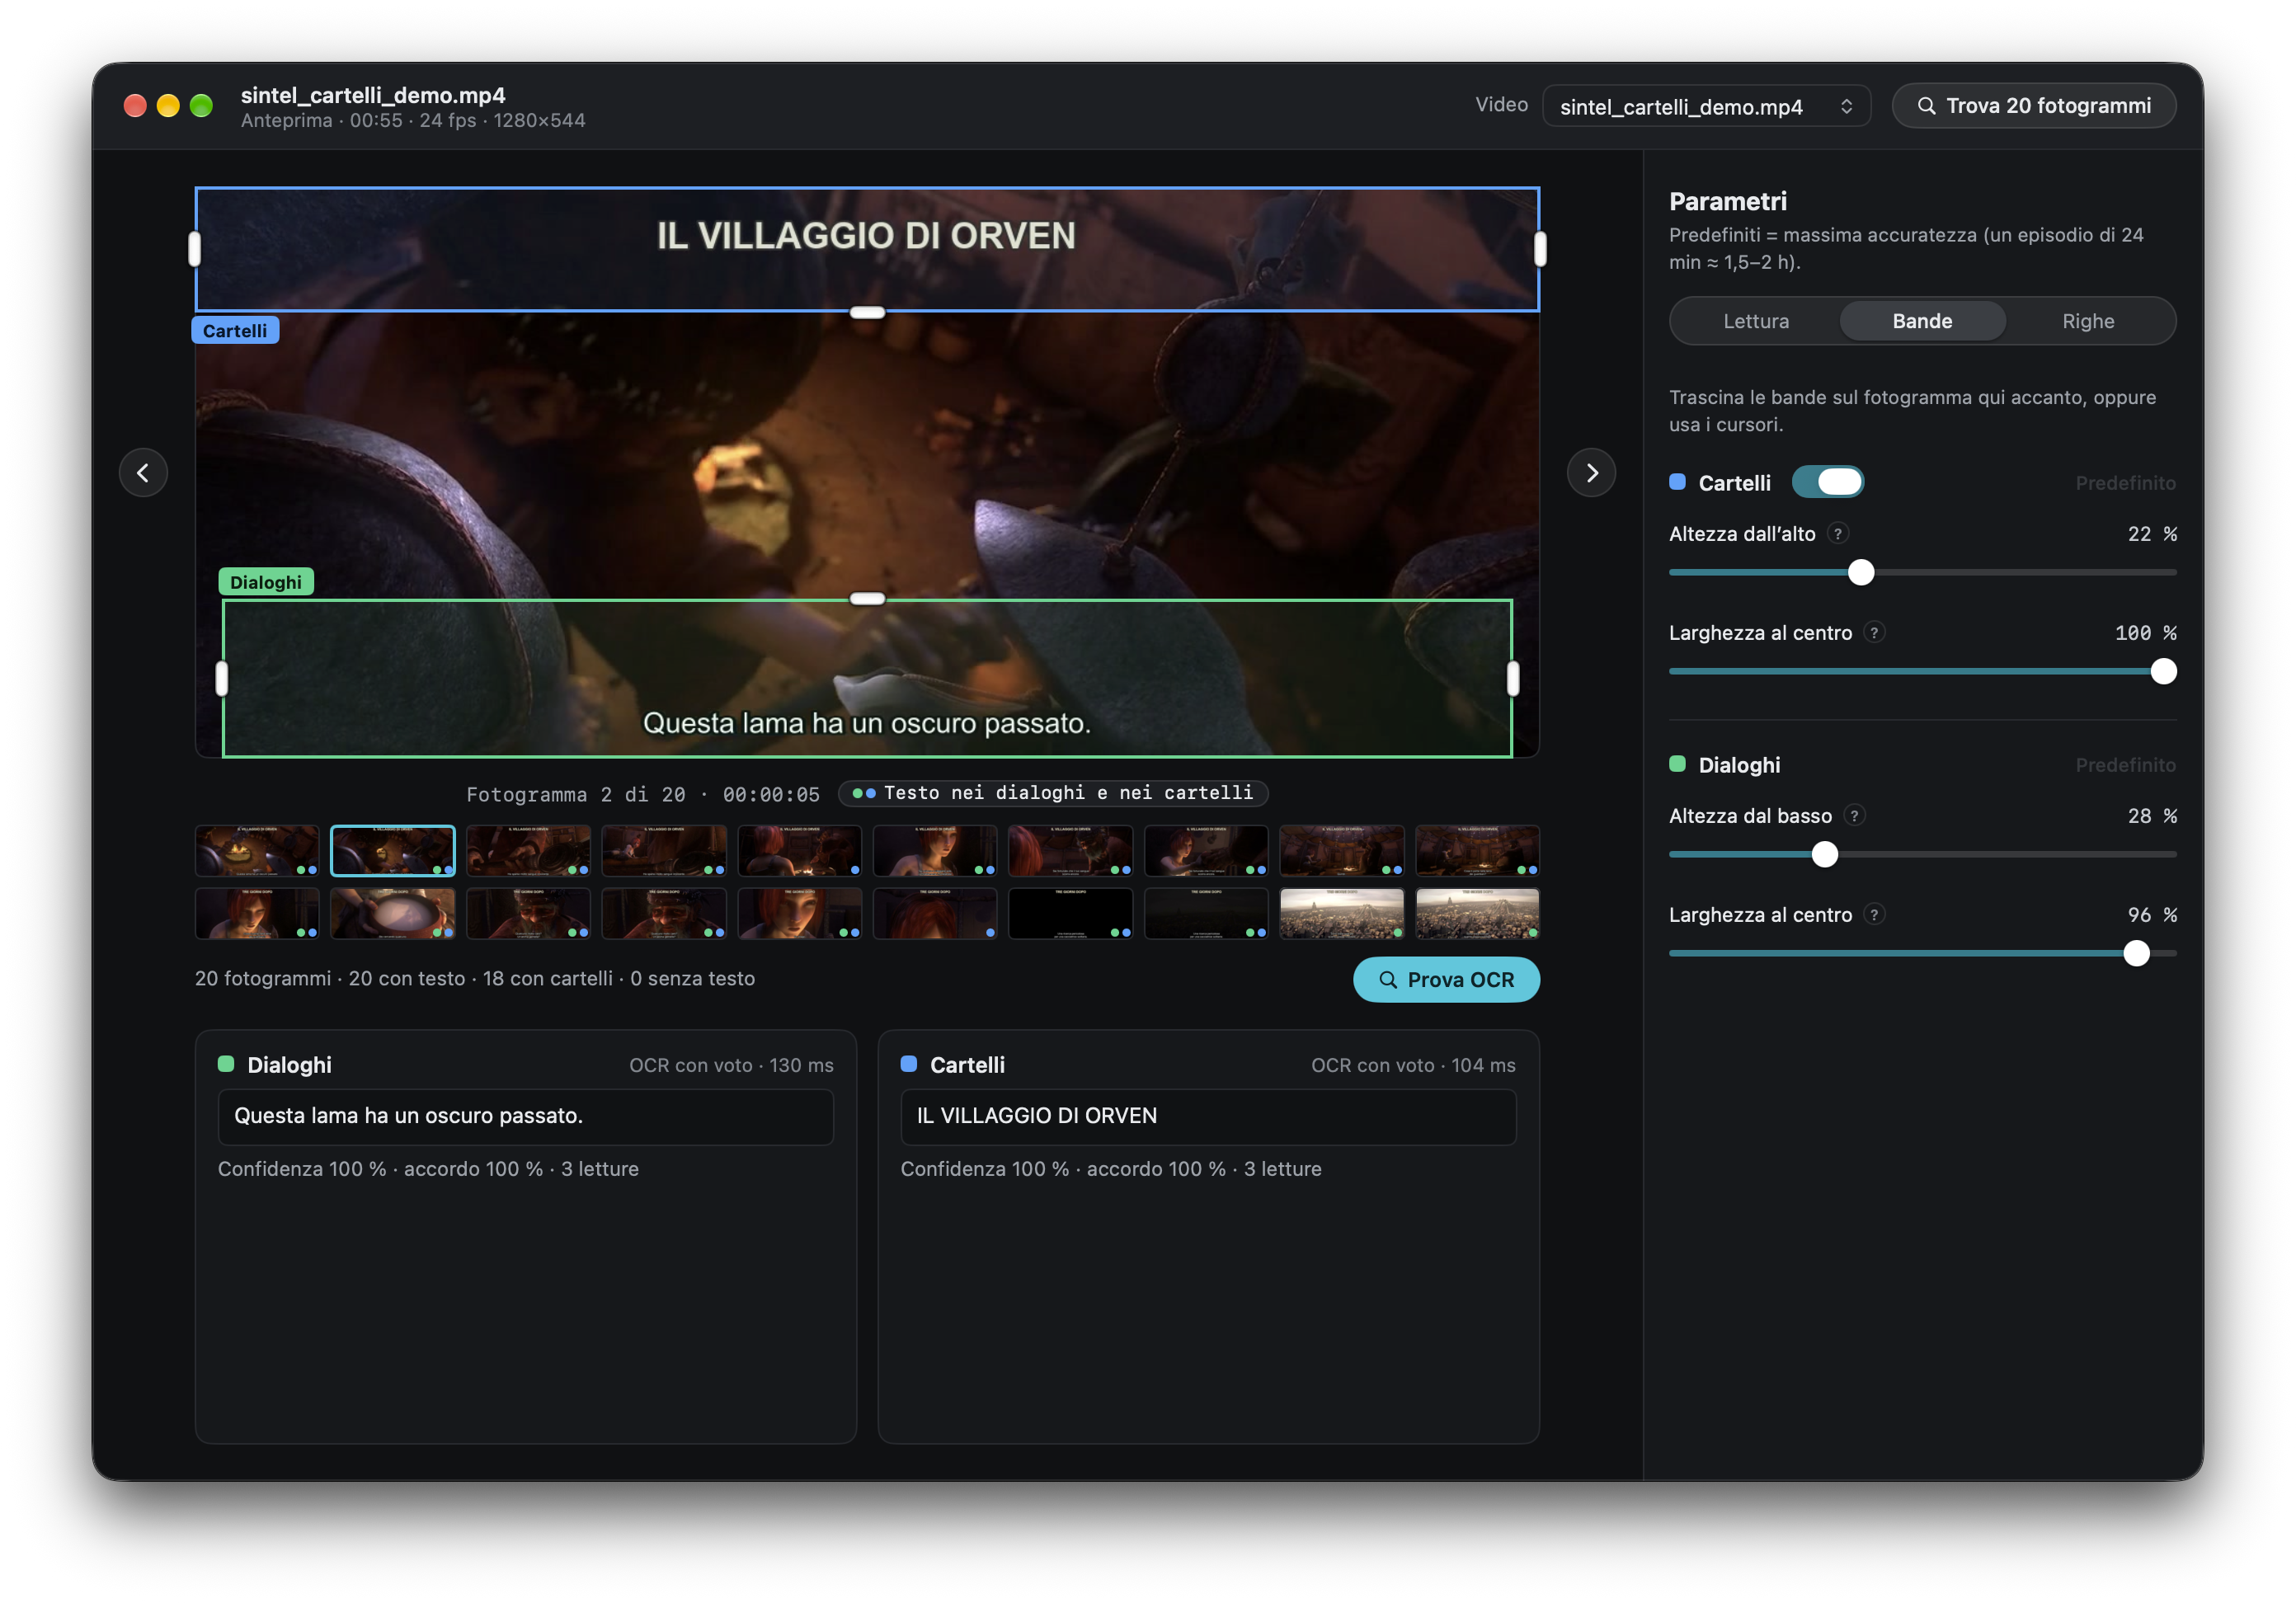 sintel_cartelli_demo.mp4
Anteprima · 00:55 · 24 fps · 1280×544
Video
sintel_cartelli_demo.mp4
Trova 20 fotogrammi
IL VILLAGGIO DI ORVEN
Cartelli
Dialoghi
Questa lama ha un oscuro passato.
Fotogramma 2 di 20 · 00:00:05
Testo nei dialoghi e nei cartelli
20 fotogrammi · 20 con testo · 18 con cartelli · 0 senza testo
Prova OCR
Dialoghi
OCR con voto · 130 ms
Questa lama ha un oscuro passato.
Confidenza 100 % · accordo 100 % · 3 letture
Cartelli
OCR con voto · 104 ms
IL VILLAGGIO DI ORVEN
Confidenza 100 % · accordo 100 % · 3 letture
Parametri
Predefiniti = massima accuratezza (un episodio di 24
min ≈ 1,5–2 h).
Lettura
Bande
Righe
Trascina le bande sul fotogramma qui accanto, oppure
usa i cursori.
Cartelli
Predefinito
Altezza dall’alto ?
22 %
Larghezza al centro ?
100 %
Dialoghi
Predefinito
Altezza dal basso ?
28 %
Larghezza al centro ?
96 %